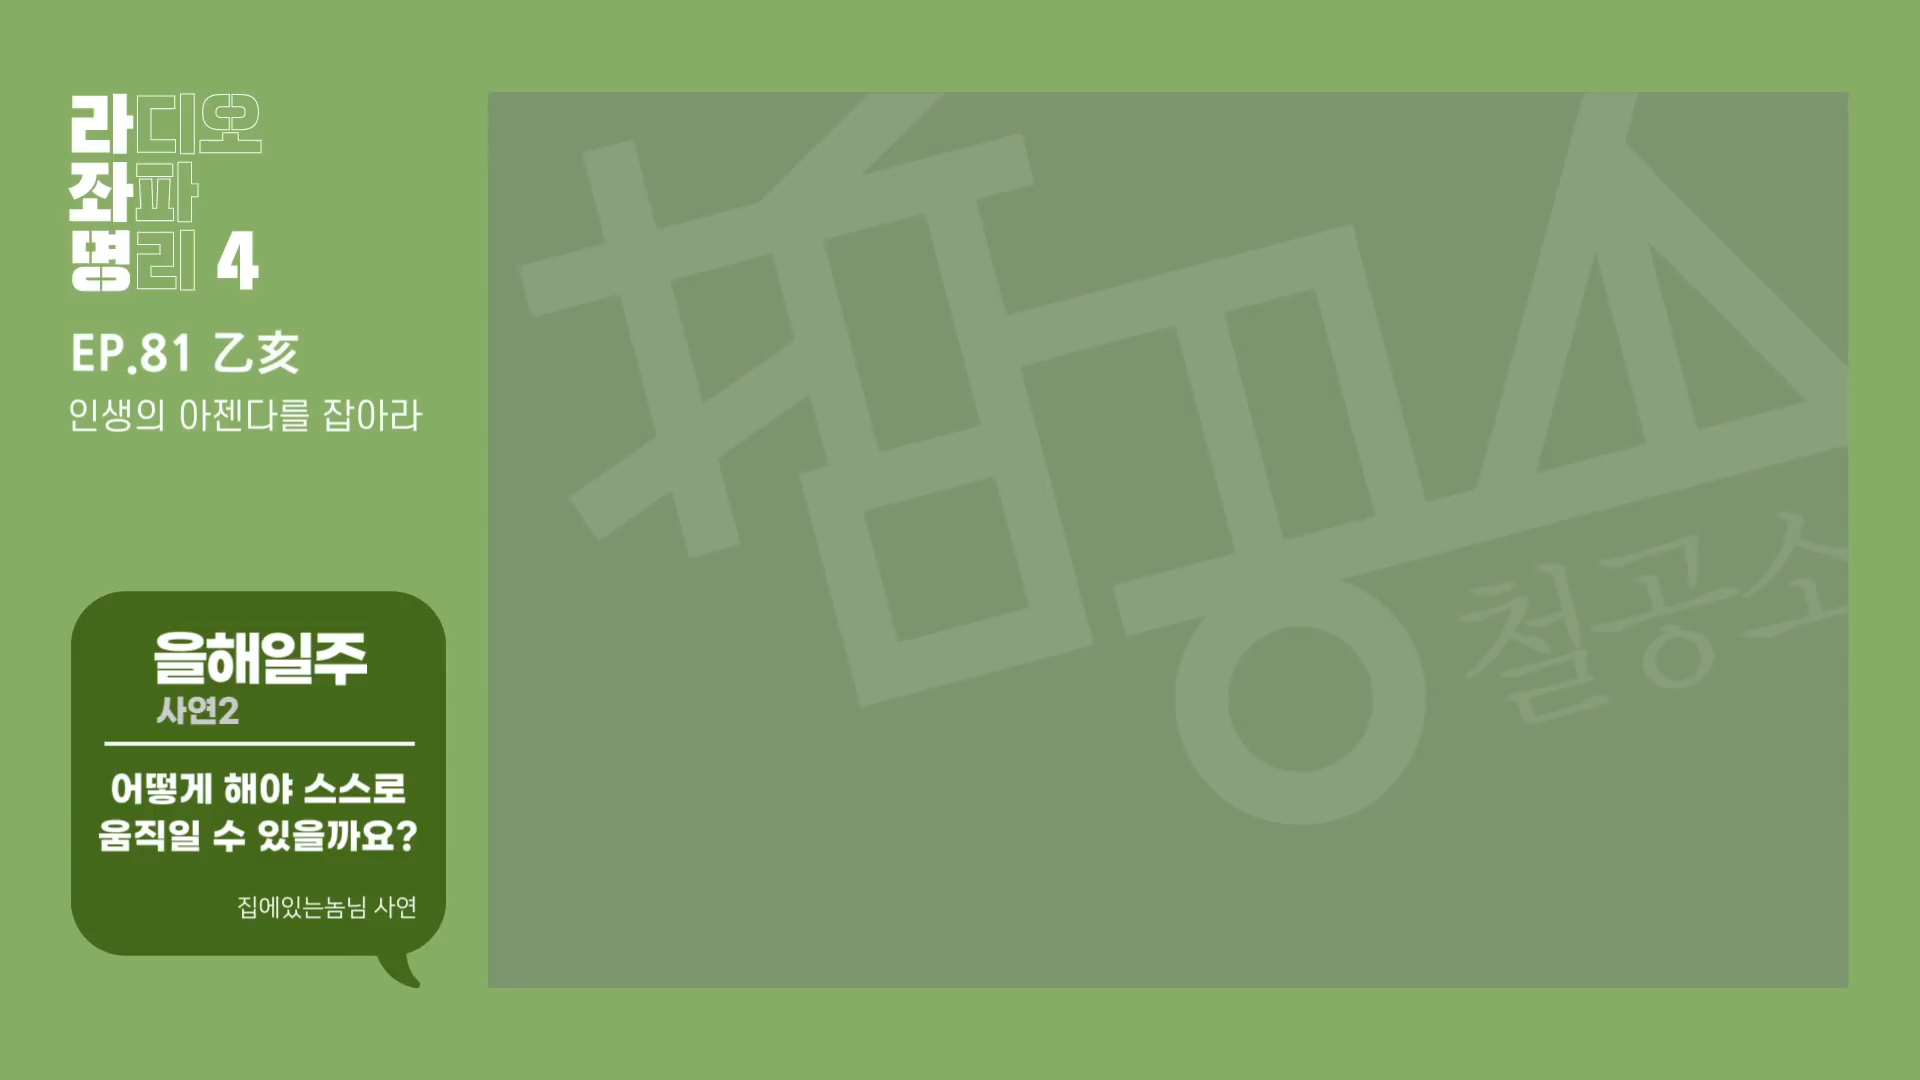 라디오
좌파
명리 4
EP.81 乙亥
인생의 아젠다를 잡아라
을해일주
사연2
어떻게 해야 스스로
움직일 수 있을까요?
집에있는놈님 사연
철공소